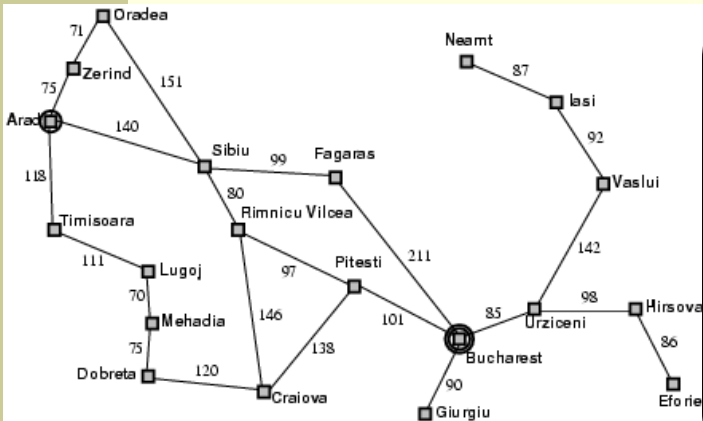 Oradea
71
Neamt
Zerind
87
75
151
Iasi
Arad
140
92
Sibiu
Fagaras
99
118
80
Vaslui
Timisoara
Rimnicu Vilcea
111
97
Pitesti
211
142
Lugoj
70
146
101
85
98
Hirsova
Mehadia
Urziceni
75
138
86
Bucharest
Dobreta
120
90
Craiova
Eforie
Giurgiu